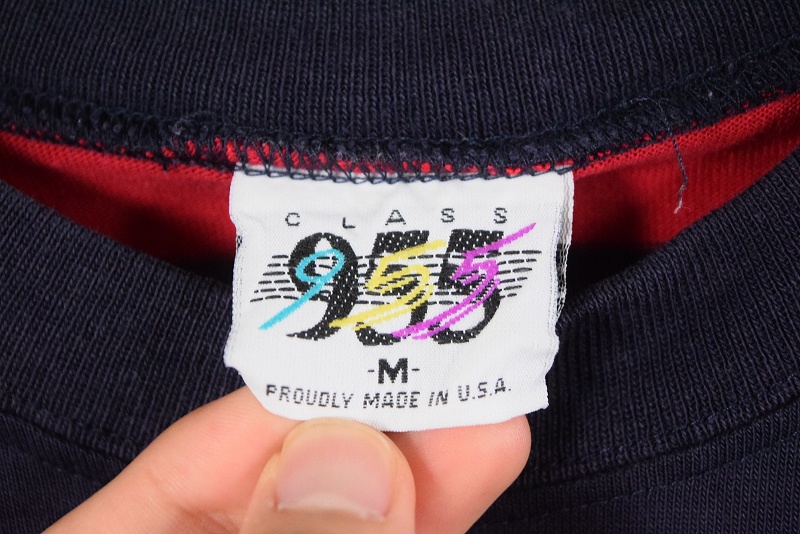 CLASS
955
-M-
PROUDLY MADE IN U.S.A.